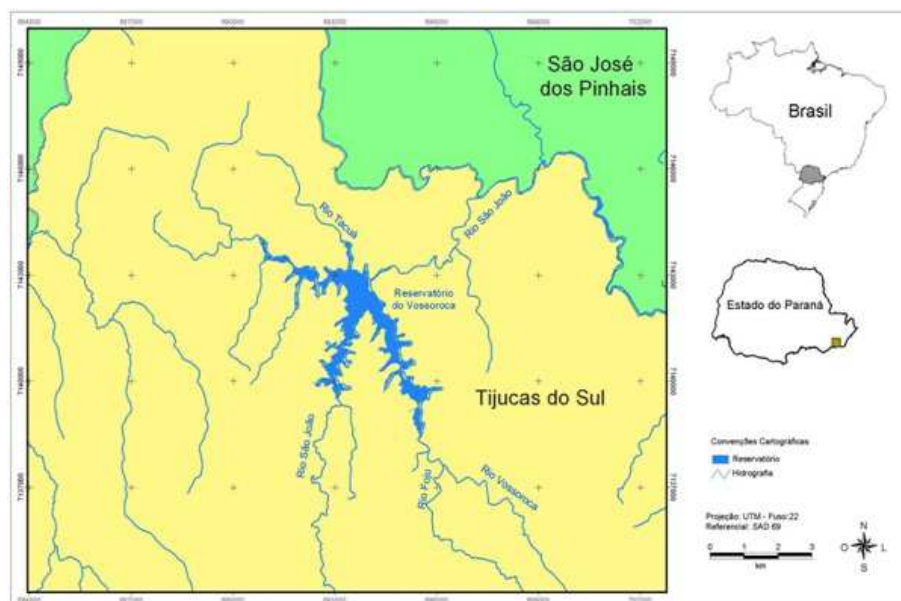 São José
dos Pinhais
Rio Tacuá
Rio São João
Reservatório
do Vossoroca
Tijucas do Sul
Rio São João
Rio Foju
Rio Vossoroca
Brasil
Estado do Paraná
Convenções Cartográficas
Reservatório
Hidrografia
Projeção: UTM - Fuso:22
Referencial: SAD 69
0 1 2 3
km
N
O L
S